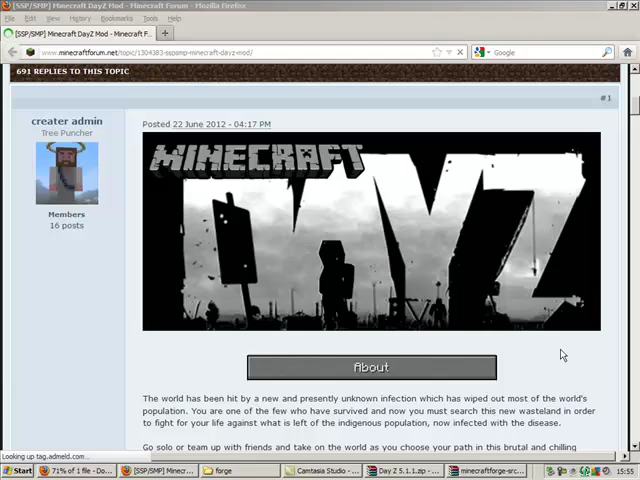 [SSP/SMP] Minecraft DayZ Mod - Minecraft Forum - Mozilla Firefox
File Edit View History Bookmarks Tools Help
[SSP/SMP] Minecraft DayZ Mod - Minecraft F...
www.minecraftforum.net/topic/1304383-sspsmp-minecraft-dayz-mod/
Google
691 REPLIES TO THIS TOPIC
#1
creater admin
Tree Puncher
Members
16 posts
Posted 22 June 2012 - 04:17 PM
MINECRAFT
DAYZ
About
The world has been hit by a new and presently unknown infection which has wiped out most of the world's
population. You are one of the few who have survived and now you must search this new wasteland in order
to fight for your life against what is left of the indigenous population, now infected with the disease.
Go solo or team up with friends and take on the world as you choose your path in this brutal and chilling
Looking up tag.admeld.com...
Start
71% of 1 file - Do...
[SSP/SMP] Minec...
forge
Camtasia Studio - ...
Day Z 5.1.1.zip - ...
minecraftforge-src...
15:55